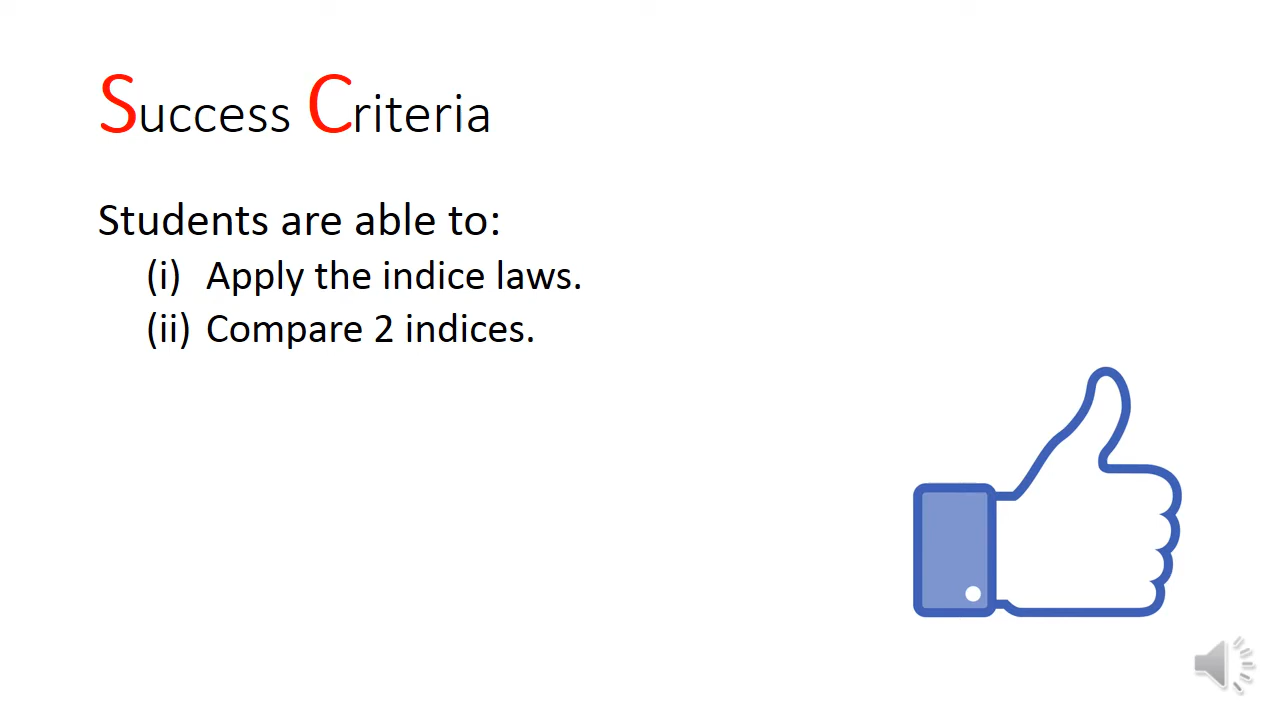 Success Criteria
Students are able to:
(i) Apply the indice laws.
(ii) Compare 2 indices.